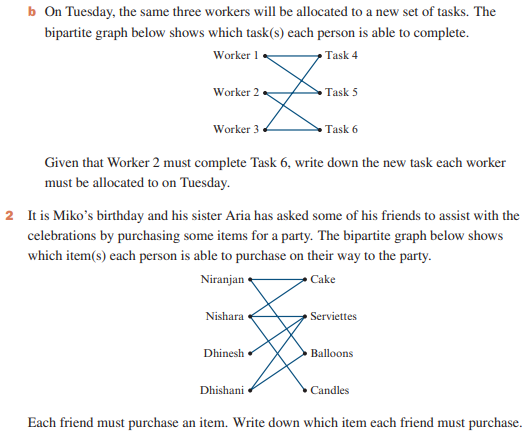 b On Tuesday, the same three workers will be allocated to a new set of tasks. The
bipartite graph below shows which task(s) each person is able to complete.
Worker 1 Task 4
Worker 2 Task 5
Worker 3 Task 6
Given that Worker 2 must complete Task 6, write down the new task each worker
must be allocated to on Tuesday.
2 It is Miko's birthday and his sister Aria has asked some of his friends to assist with the
celebrations by purchasing some items for a party. The bipartite graph below shows
which item(s) each person is able to purchase on their way to the party.
Niranjan Cake
Nishara Serviettes
Dhinesh Balloons
Dhishani Candles
Each friend must purchase an item. Write down which item each friend must purchase.